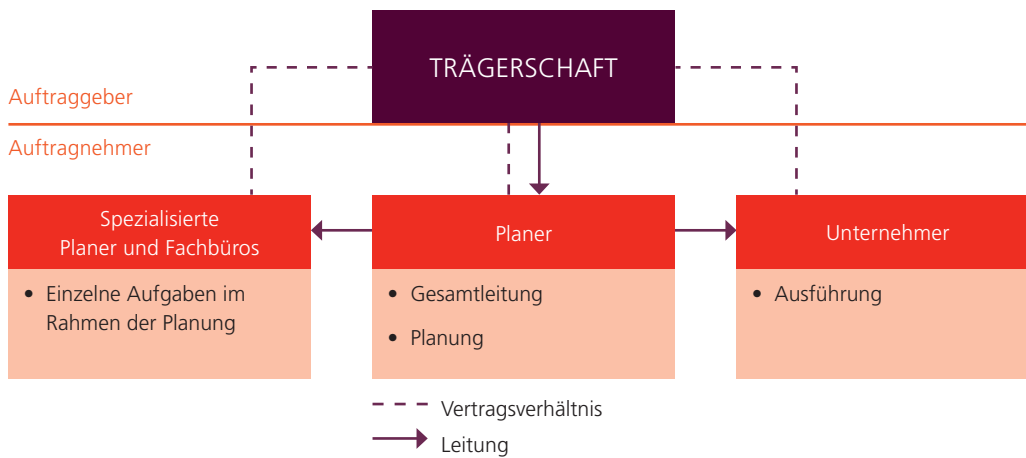 TRÄGERSCHAFT
Auftraggeber
Auftragnehmer
Spezialisierte
Planer und Fachbüros
• Einzelne Aufgaben im
Rahmen der Planung
Planer
• Gesamtleitung
• Planung
Unternehmer
• Ausführung
Vertragsverhältnis
Leitung